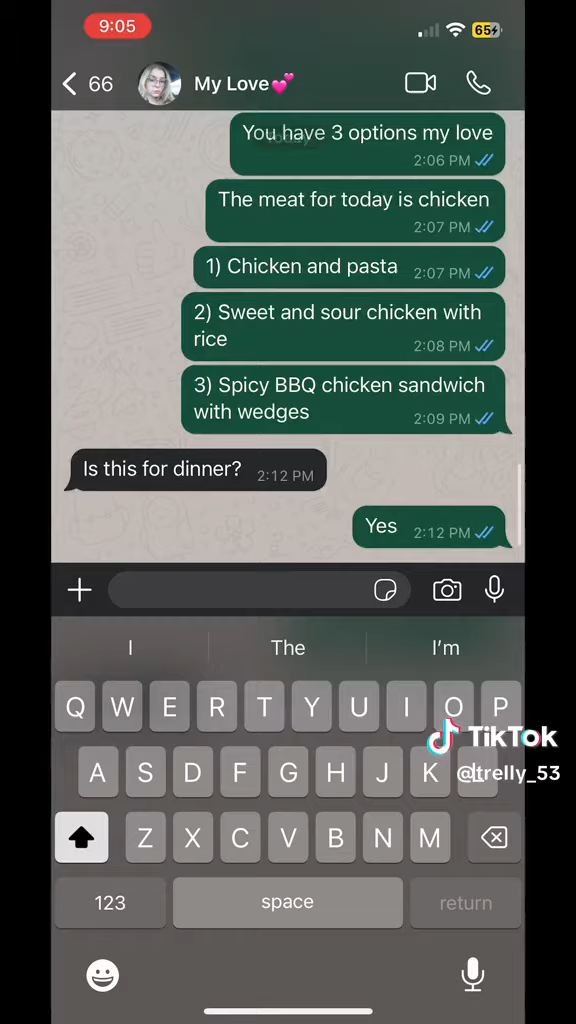 9:05
65
66 My Love💕
Today
You have 3 options my love
2:06 PM
The meat for today is chicken
2:07 PM
1) Chicken and pasta 2:07 PM
2) Sweet and sour chicken with
rice
2:08 PM
3) Spicy BBQ chicken sandwich
with wedges
2:09 PM
Is this for dinner? 2:12 PM
Yes 2:12 PM
I The I'm
Q W E R T Y U I O P
TikTok
A S D F G H J K L
@trelly_53
Z X C V B N M
123 space return